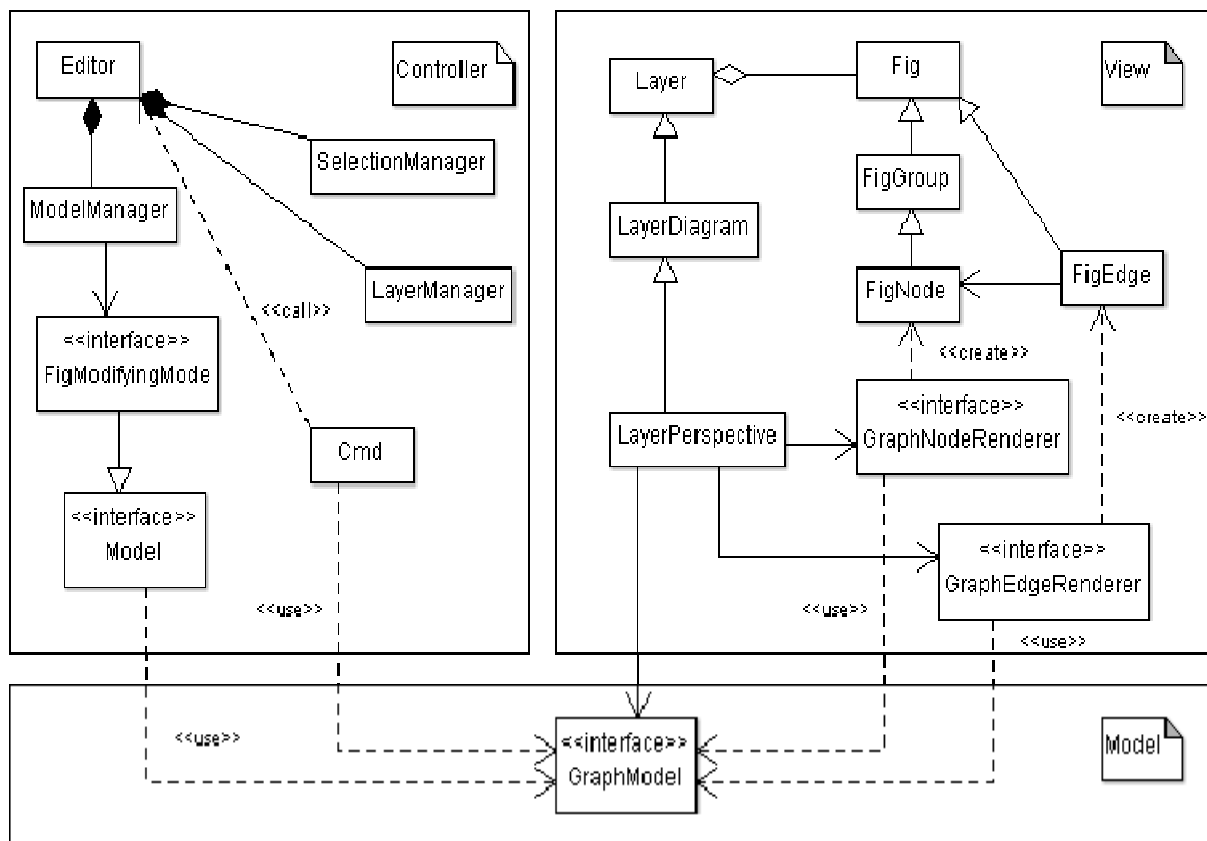 Editor
Controller
SelectionManager
ModelManager
LayerManager
<<call>>
<<interface>>
FigModifyingMode
Cmd
<<interface>>
Model
<<use>>
<<use>>
Layer
Fig
View
FigGroup
LayerDiagram
FigNode
FigEdge
<<create>>
<<interface>>
GraphNodeRenderer
<<create>>
LayerPerspective
<<interface>>
GraphEdgeRenderer
<<use>>
<<use>>
<<interface>>
GraphModel
Model